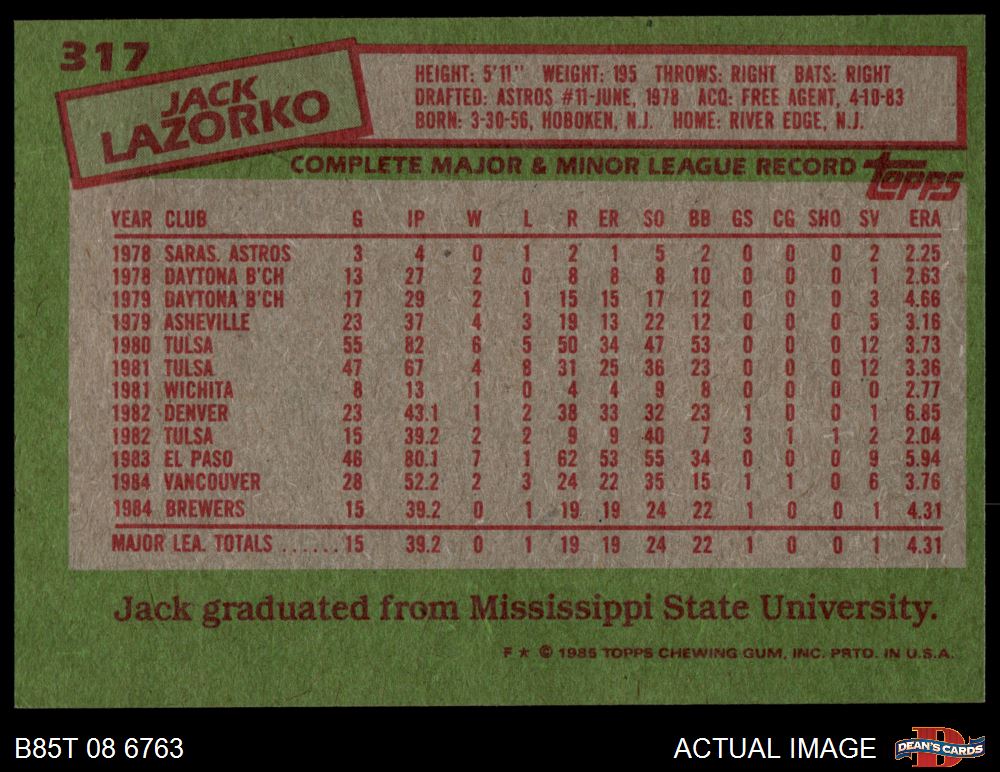 317
JACK
LAZORKO
HEIGHT: 5'11" WEIGHT: 195 THROWS: RIGHT BATS: RIGHT
DRAFTED: ASTROS #11-JUNE, 1978 ACQ: FREE AGENT, 4-10-83
BORN: 3-30-56, HOBOKEN, N.J. HOME: RIVER EDGE, N.J.
COMPLETE MAJOR & MINOR LEAGUE RECORD
topps
YEAR CLUB G IP W L R ER SO BB GS CG SHO SV ERA
1978 SARAS. ASTROS 3 4 0 1 2 1 5 2 0 0 0 2 2.25
1978 DAYTONA B'CH 13 27 2 0 8 8 8 10 0 0 0 1 2.63
1979 DAYTONA B'CH 17 29 2 1 15 15 17 12 0 0 0 3 4.66
1979 ASHEVILLE 23 37 4 3 19 13 22 12 0 0 0 5 3.16
1980 TULSA 55 82 6 5 50 34 47 53 0 0 0 12 3.73
1981 TULSA 47 67 4 8 31 25 36 23 0 0 0 12 3.36
1981 WICHITA 8 13 1 0 4 4 9 8 0 0 0 0 2.77
1982 DENVER 23 43.1 1 2 38 33 32 23 1 0 0 1 6.85
1982 TULSA 15 39.2 2 2 9 9 40 7 3 1 1 2 2.04
1983 EL PASO 46 80.1 7 1 62 53 55 34 0 0 0 9 5.94
1984 VANCOUVER 28 52.2 2 3 24 22 35 15 1 1 0 6 3.76
1984 BREWERS 15 39.2 0 1 19 19 24 22 1 0 0 1 4.31
MAJOR LEA. TOTALS ...... 15 39.2 0 1 19 19 24 22 1 0 0 1 4.31
Jack graduated from Mississippi State University.
F ★ © 1985 TOPPS CHEWING GUM, INC. PRTD. IN U.S.A.
B85T 08 6763
ACTUAL IMAGE
D
DEAN'S CARDS